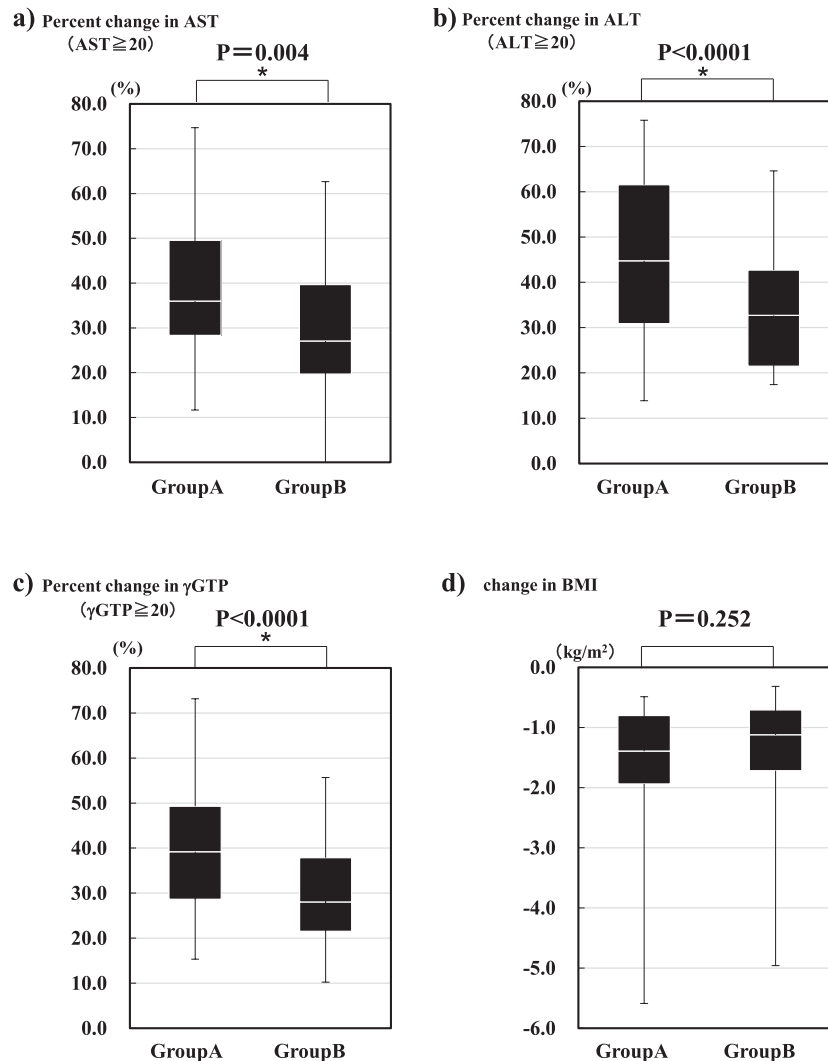 a) Percent change in AST
（AST≧20）
P＝0.004
*
(%)
80.0
70.0
60.0
50.0
40.0
30.0
20.0
10.0
0.0
GroupA GroupB
b) Percent change in ALT
（ALT≧20）
P<0.0001
*
(%)
80.0
70.0
60.0
50.0
40.0
30.0
20.0
10.0
0.0
GroupA GroupB
c) Percent change in γGTP
（γGTP≧20）
P<0.0001
*
(%)
80.0
70.0
60.0
50.0
40.0
30.0
20.0
10.0
0.0
GroupA GroupB
d) change in BMI
P＝0.252
(kg/m²)
0.0
-1.0
-2.0
-3.0
-4.0
-5.0
-6.0
GroupA GroupB